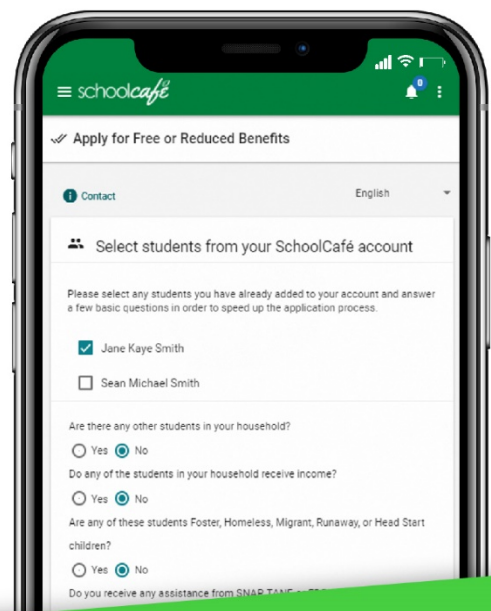 schoolcafé
0
Apply for Free or Reduced Benefits
Contact
English
Select students from your SchoolCafé account
Please select any students you have already added to your account and answer
a few basic questions in order to speed up the application process.
Jane Kaye Smith
Sean Michael Smith
Are there any other students in your household?
Yes No
Do any of the students in your household receive income?
Yes No
Are any of these students Foster, Homeless, Migrant, Runaway, or Head Start
children?
Yes No
Do you receive any assistance from SNAP, TANF or